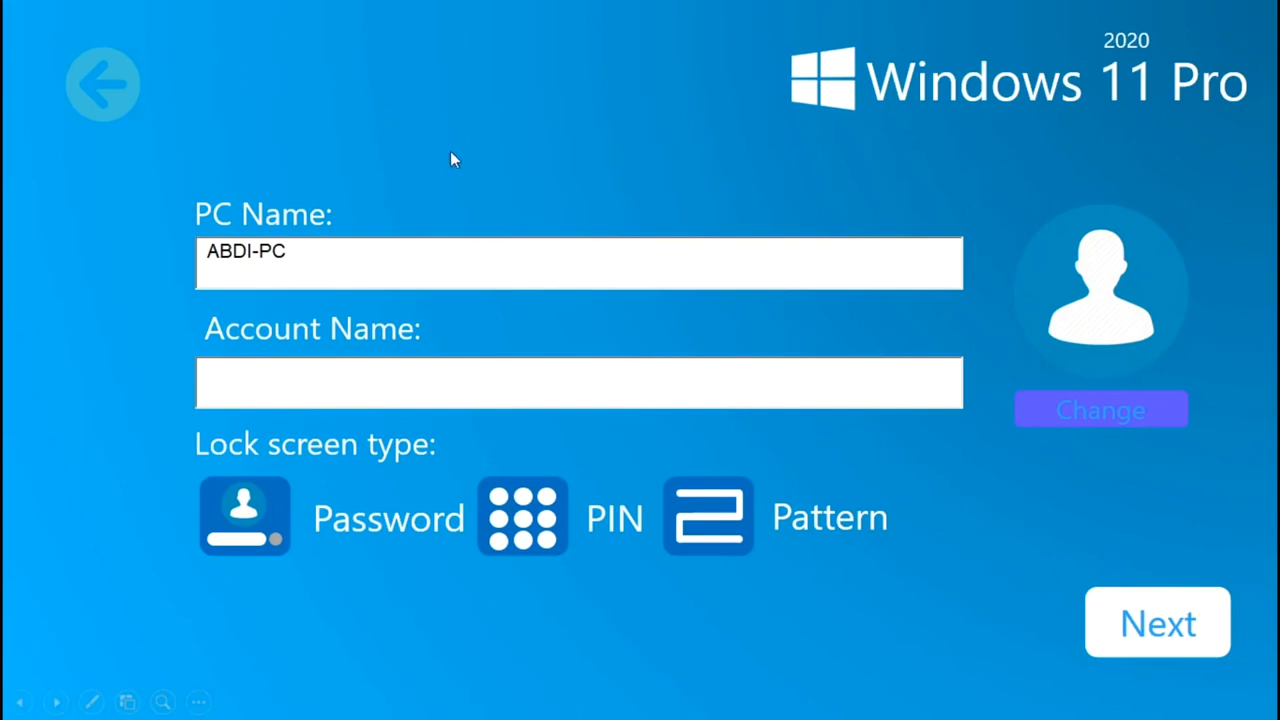 2020
Windows 11 Pro
PC Name:
ABDI-PC
Account Name:
Change
Lock screen type:
Password PIN Pattern
Next